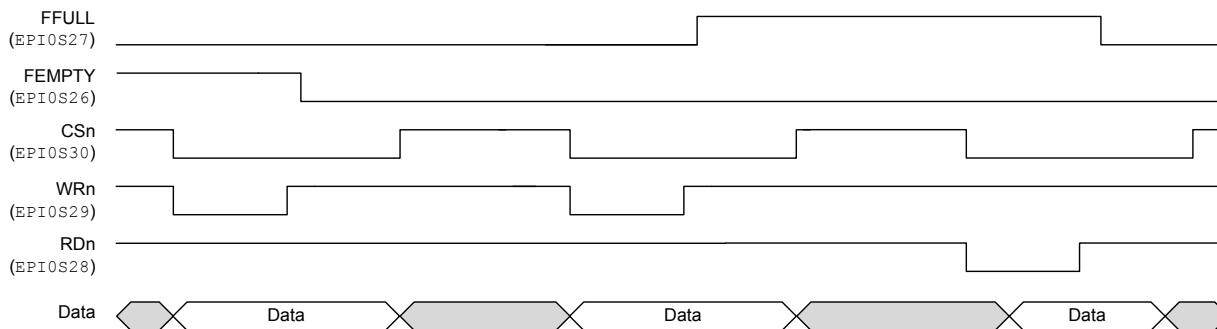 FFULL
(EPI0S27)
FEMPTY
(EPI0S26)
CSn
(EPI0S30)
WRn
(EPI0S29)
RDn
(EPI0S28)
Data Data Data Data